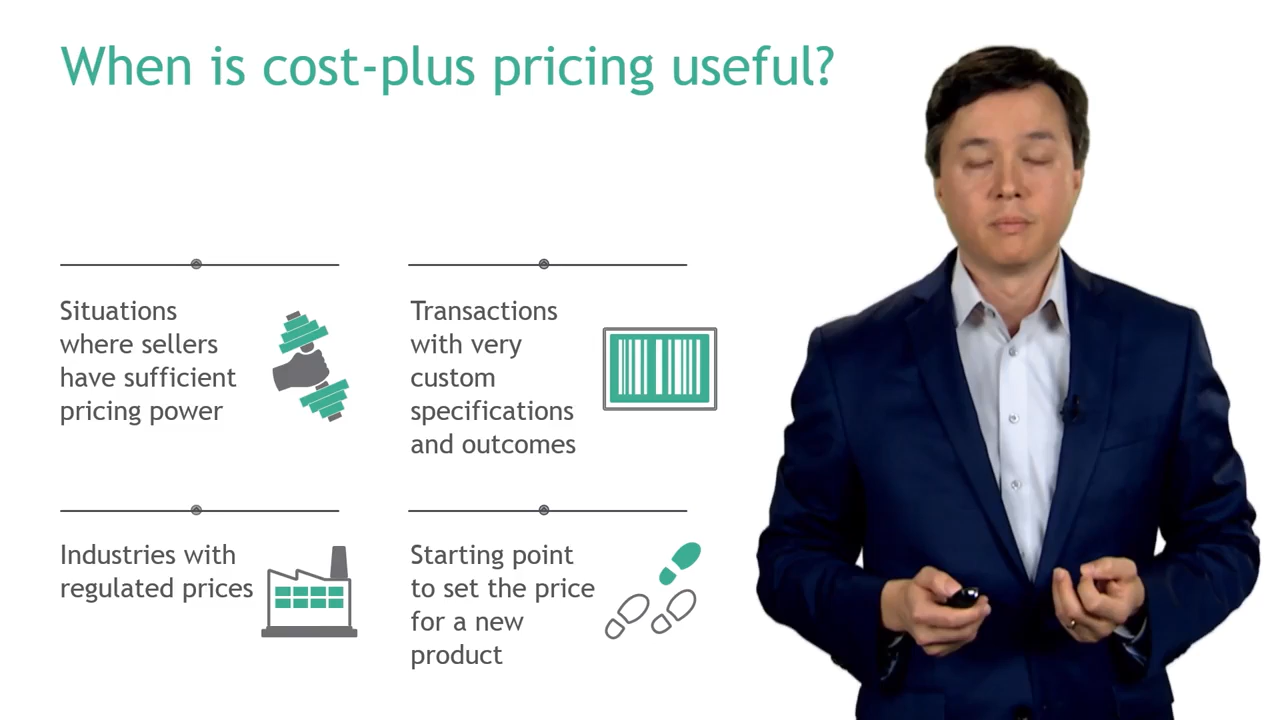 When is cost-plus pricing useful?
Situations
where sellers
have sufficient
pricing power
Transactions
with very
custom
specifications
and outcomes
Industries with
regulated prices
Starting point
to set the price
for a new
product